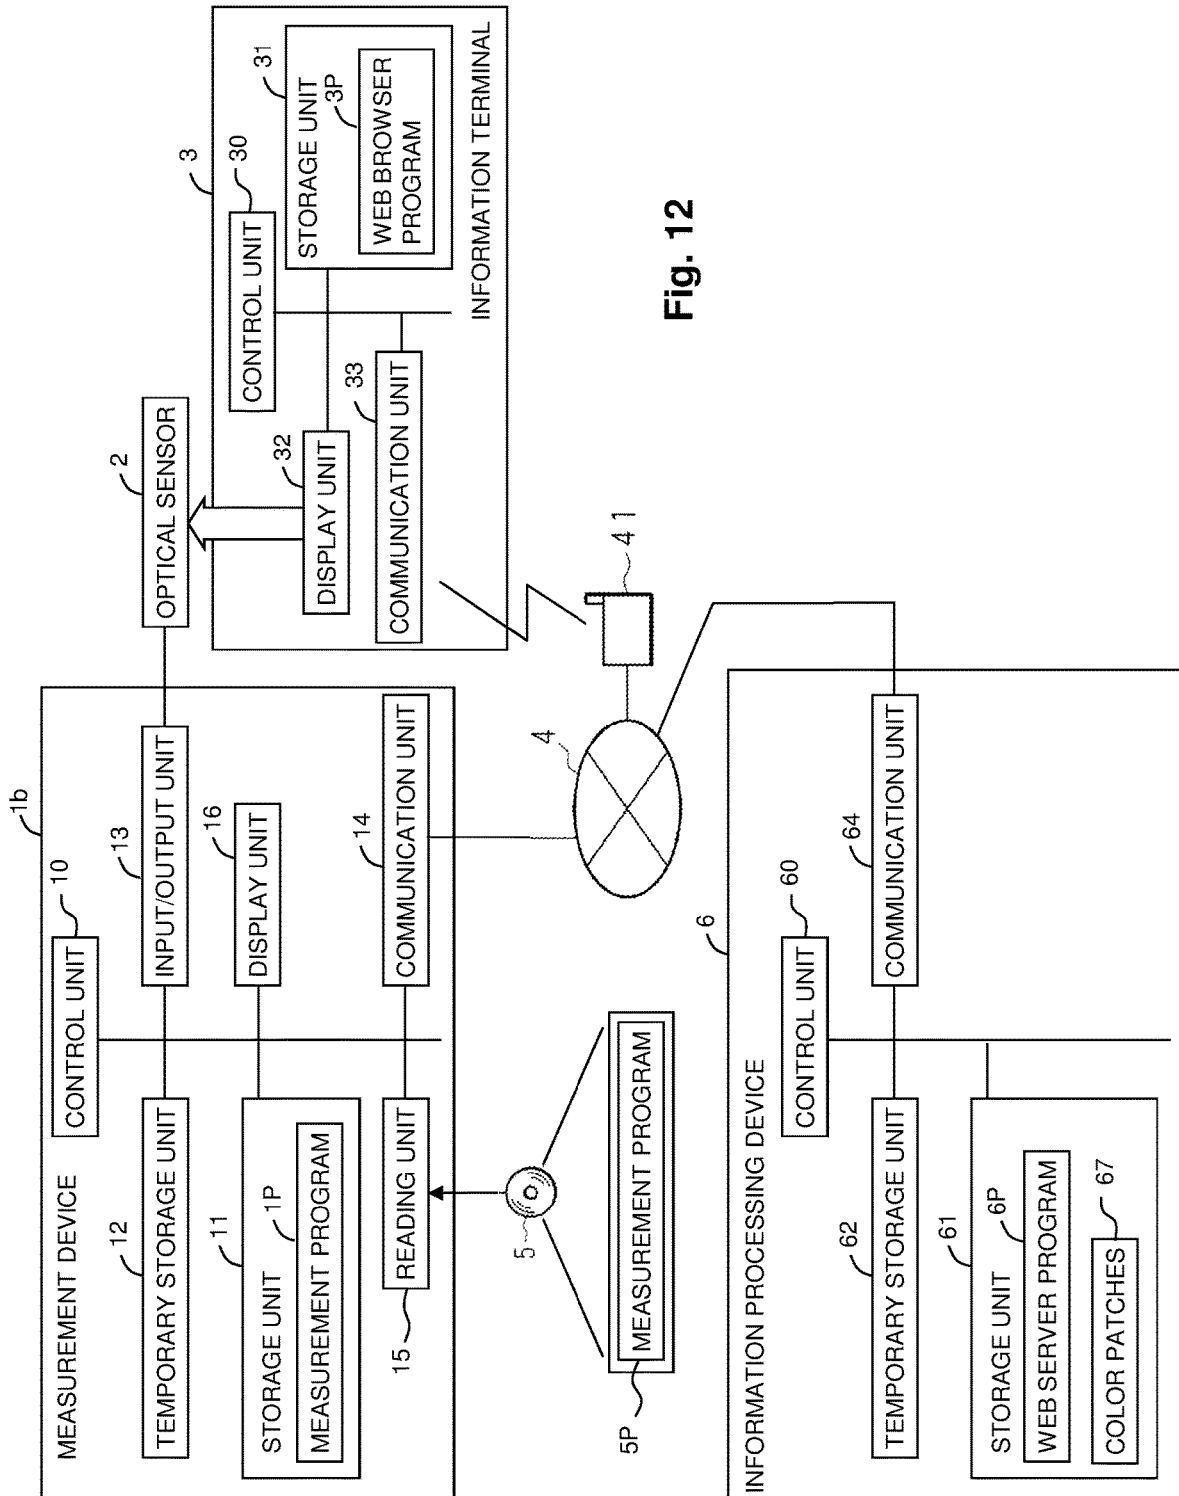 1b
MEASUREMENT DEVICE
10
CONTROL UNIT
12
TEMPORARY STORAGE UNIT
13
INPUT/OUTPUT UNIT
11
STORAGE UNIT
1P
MEASUREMENT PROGRAM
16
DISPLAY UNIT
15
READING UNIT
14
COMMUNICATION UNIT
2
OPTICAL SENSOR
3
30
CONTROL UNIT
31
STORAGE UNIT
3P
WEB BROWSER
PROGRAM
32
DISPLAY UNIT
33
COMMUNICATION UNIT
INFORMATION TERMINAL
5
5P
MEASUREMENT PROGRAM
4
41
6
INFORMATION PROCESSING DEVICE
60
CONTROL UNIT
62
TEMPORARY STORAGE UNIT
64
COMMUNICATION UNIT
61
STORAGE UNIT
6P
WEB SERVER PROGRAM
67
COLOR PATCHES
Fig. 12